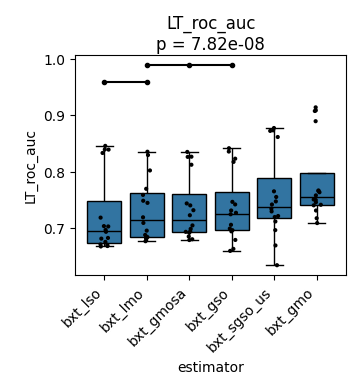 LT_roc_auc
p = 7.82e-08
1.0
0.9
0.8
0.7
LT_roc_auc
bxt_lso
bxt_lmo
bxt_gmosa
bxt_gso
bxt_sgso_us
bxt_gmo
estimator